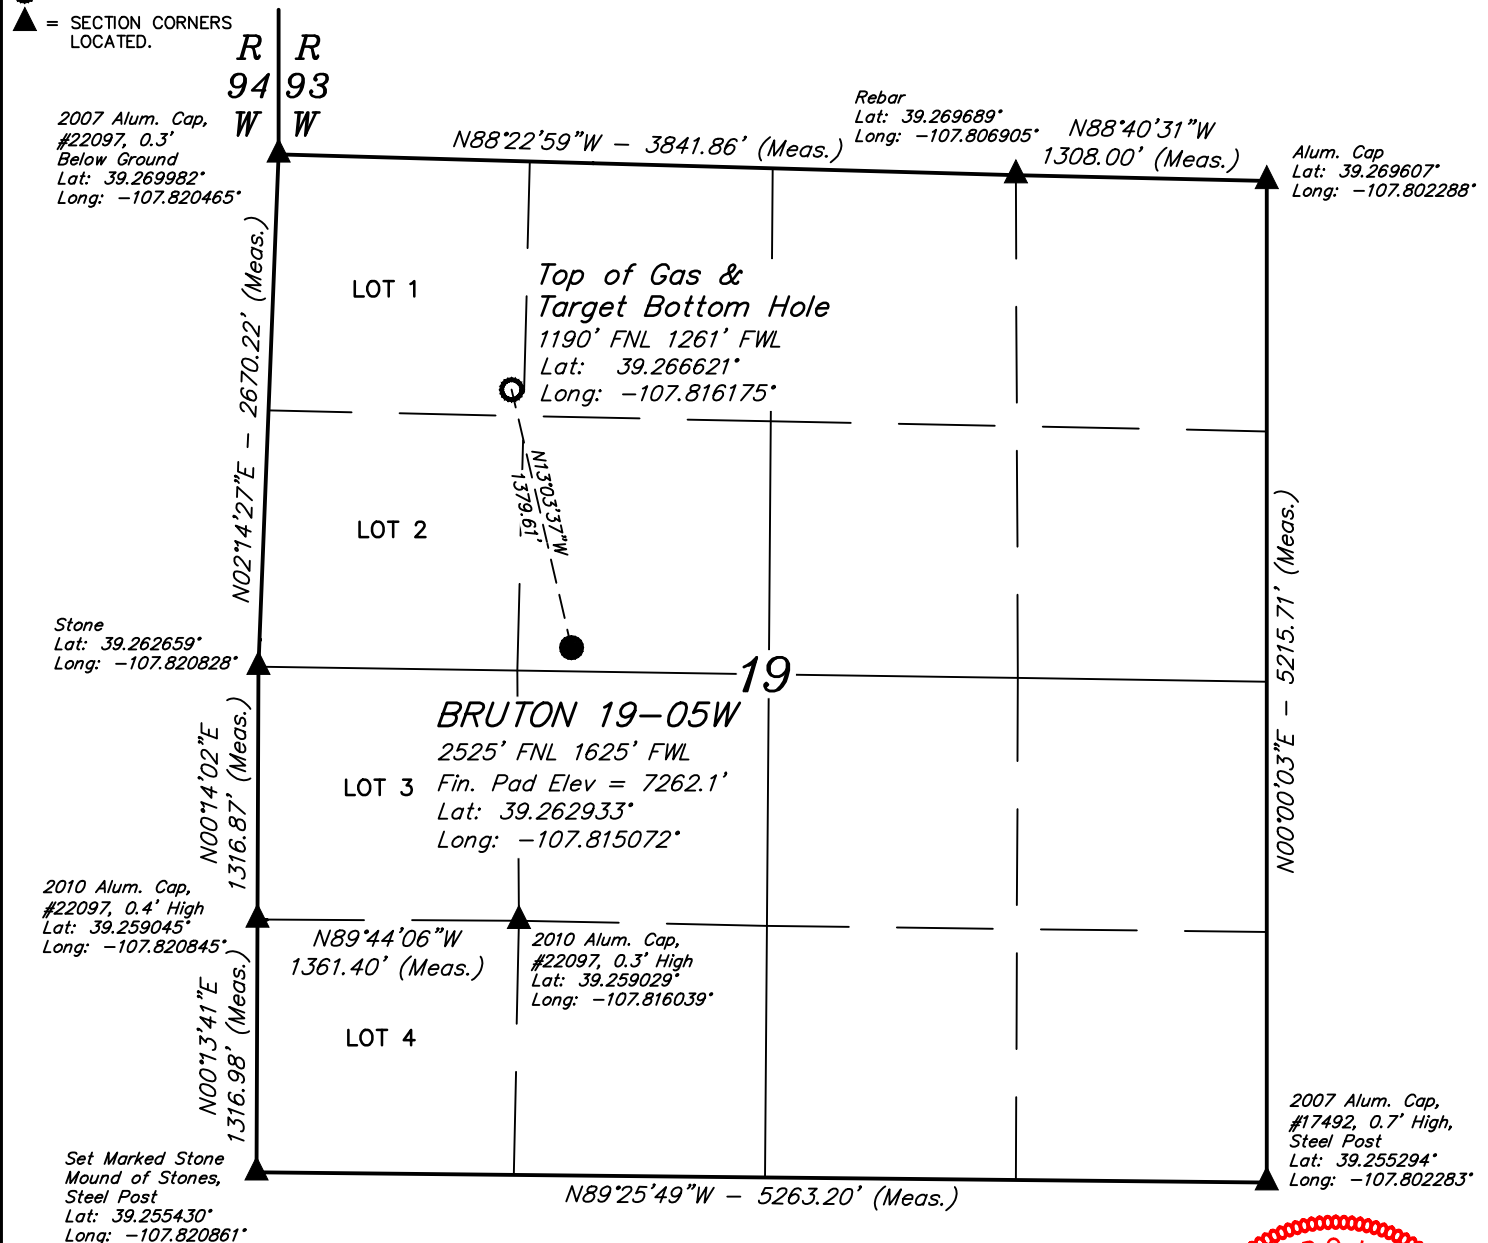 = SECTION CORNERS
LOCATED.
R R
94 93
W W
2007 Alum. Cap,
#22097, 0.3'
Below Ground
Lat: 39.269982°
Long: -107.820465°
N88°22'59"W - 3841.86' (Meas.)
Rebar
Lat: 39.269689°
Long: -107.806905°
N88°40'31"W
1308.00' (Meas.)
Alum. Cap
Lat: 39.269607°
Long: -107.802288°
N02°14'27"E - 2670.22' (Meas.)
LOT 1
Top of Gas &
Target Bottom Hole
1190' FNL 1261' FWL
Lat: 39.266621°
Long: -107.816175°
LOT 2
N13°03'37"W
1379.61'
N00°00'03"E - 5215.71' (Meas.)
Stone
Lat: 39.262659°
Long: -107.820828°
19
BRUTON 19-05W
2525' FNL 1625' FWL
Fin. Pad Elev = 7262.1'
Lat: 39.262933°
Long: -107.815072°
LOT 3
N00°14'02"E
1316.87' (Meas.)
2010 Alum. Cap,
#22097, 0.4' High
Lat: 39.259045°
Long: -107.820845°
N89°44'06"W
1361.40' (Meas.)
2010 Alum. Cap,
#22097, 0.3' High
Lat: 39.259029°
Long: -107.816039°
LOT 4
N00°13'41"E
1316.98' (Meas.)
Set Marked Stone
Mound of Stones,
Steel Post
Lat: 39.255430°
Long: -107.820861°
N89°25'49"W - 5263.20' (Meas.)
2007 Alum. Cap,
#17492, 0.7' High,
Steel Post
Lat: 39.255294°
Long: -107.802283°